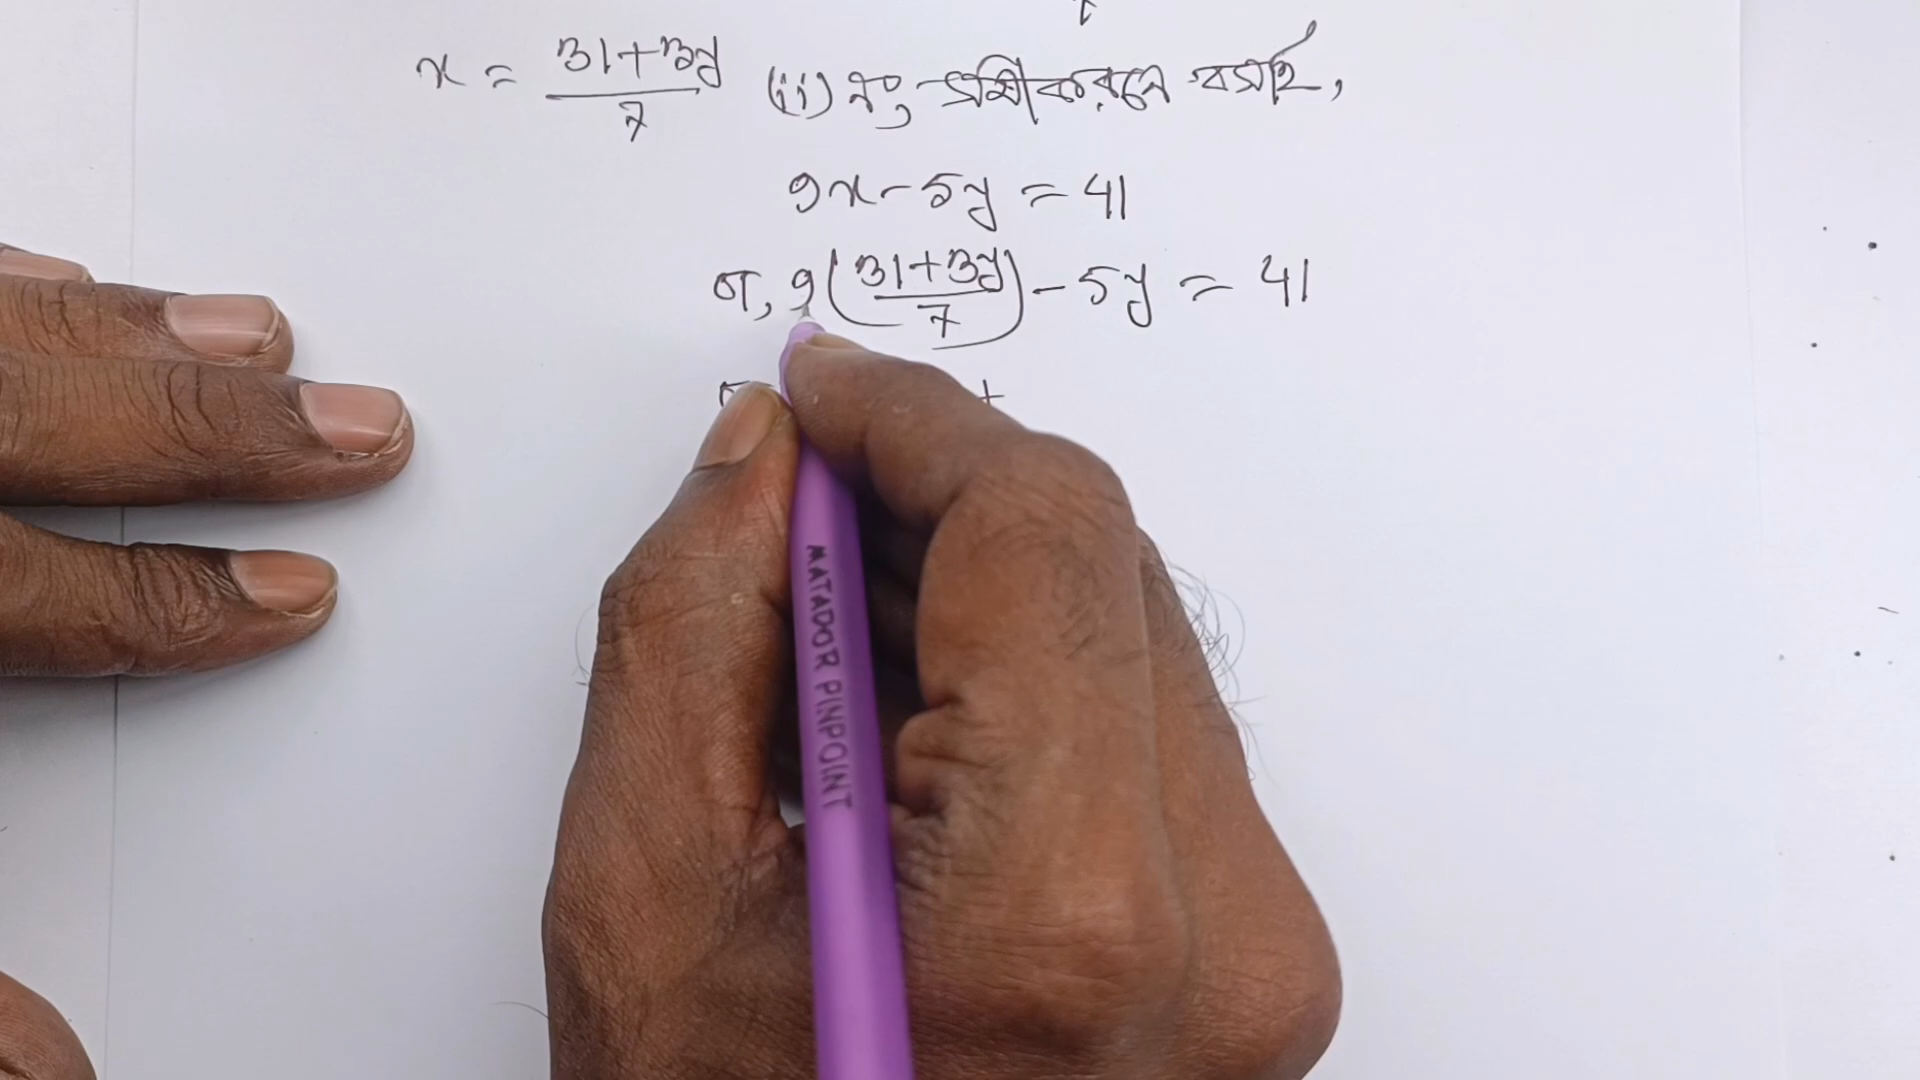 x = 31+3y/7 (ii) নং সমীকরণে বসাই,
9x - 5y = 41
বা, 9(31+3y/7) - 5y = 41
+
MATADOR PINPOINT